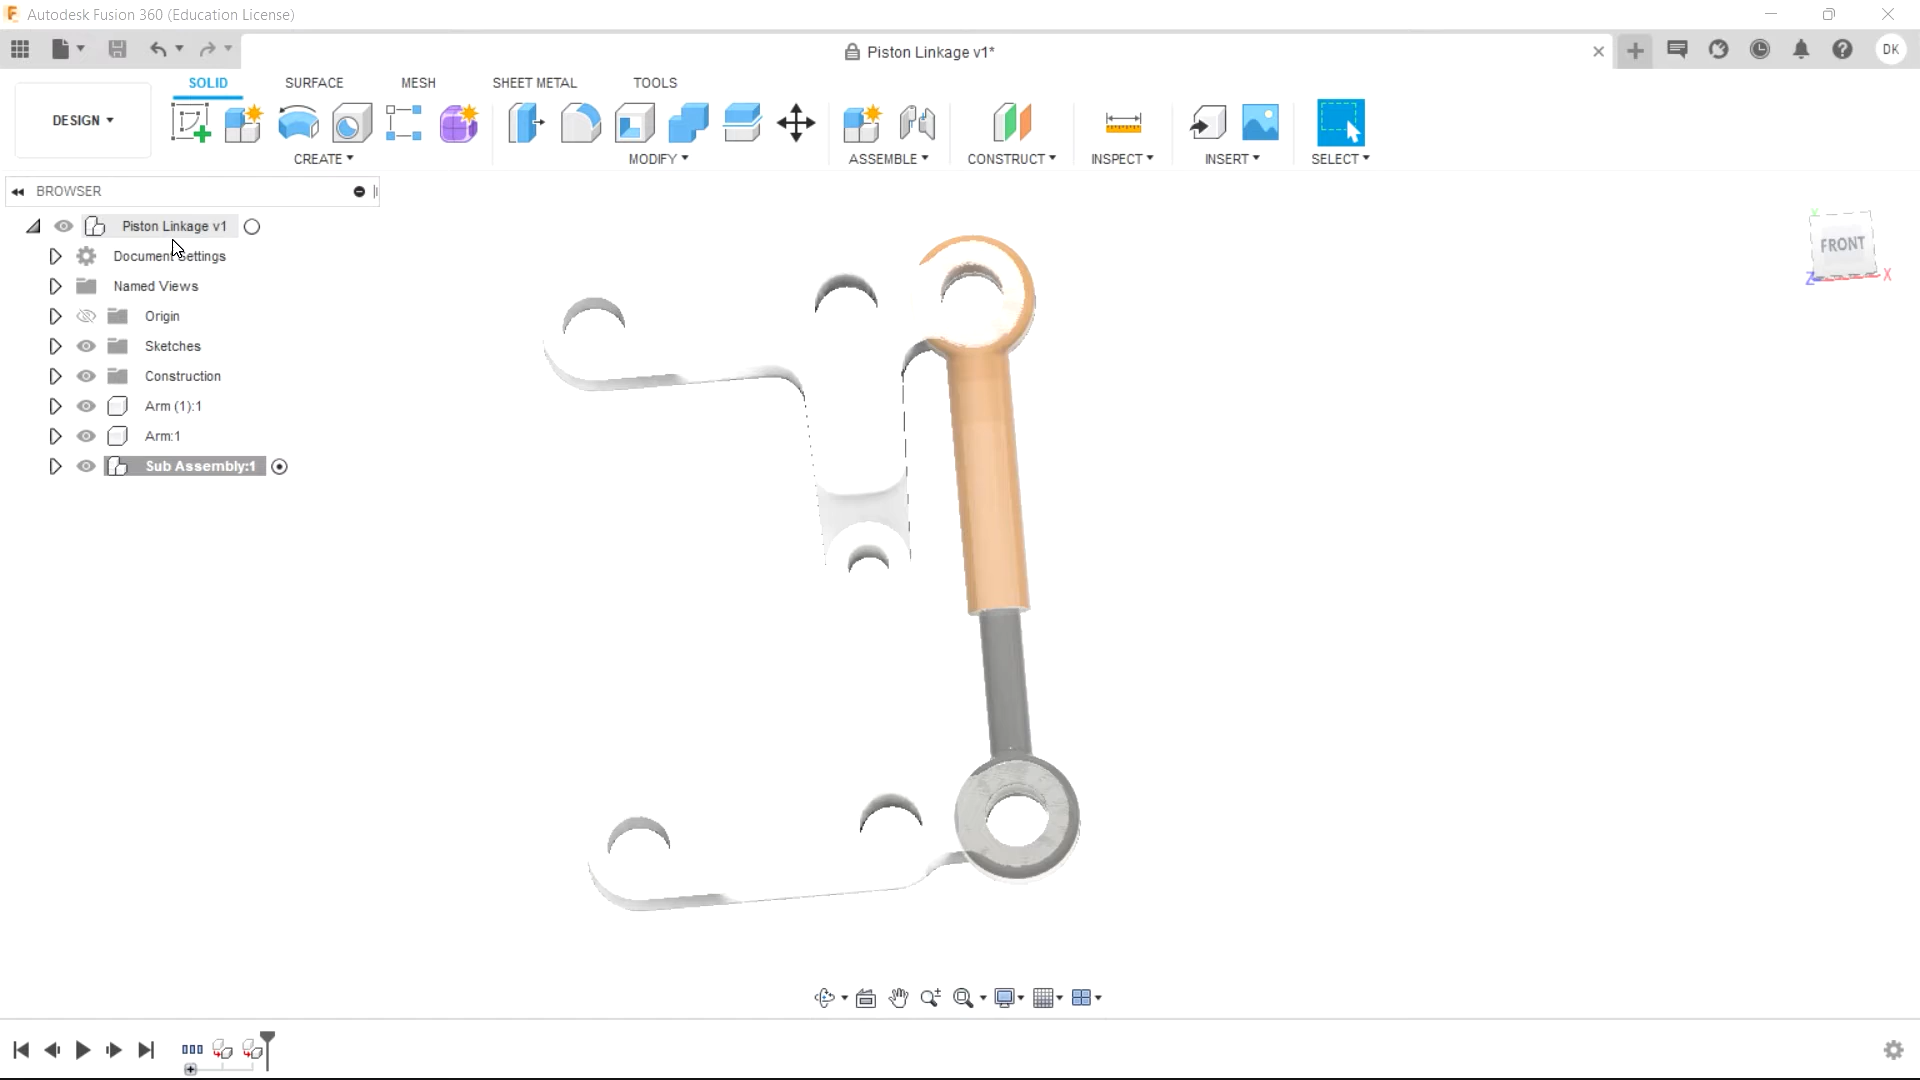 Autodesk Fusion 360 (Education License)
Piston Linkage v1*
DK
DESIGN
SOLID
SURFACE
MESH
SHEET METAL
TOOLS
CREATE
MODIFY
ASSEMBLE
CONSTRUCT
INSPECT
INSERT
SELECT
BROWSER
Piston Linkage v1
Document Settings
Named Views
Origin
Sketches
Construction
Arm (1):1
Arm:1
Sub Assembly:1
Y
FRONT
Z
X